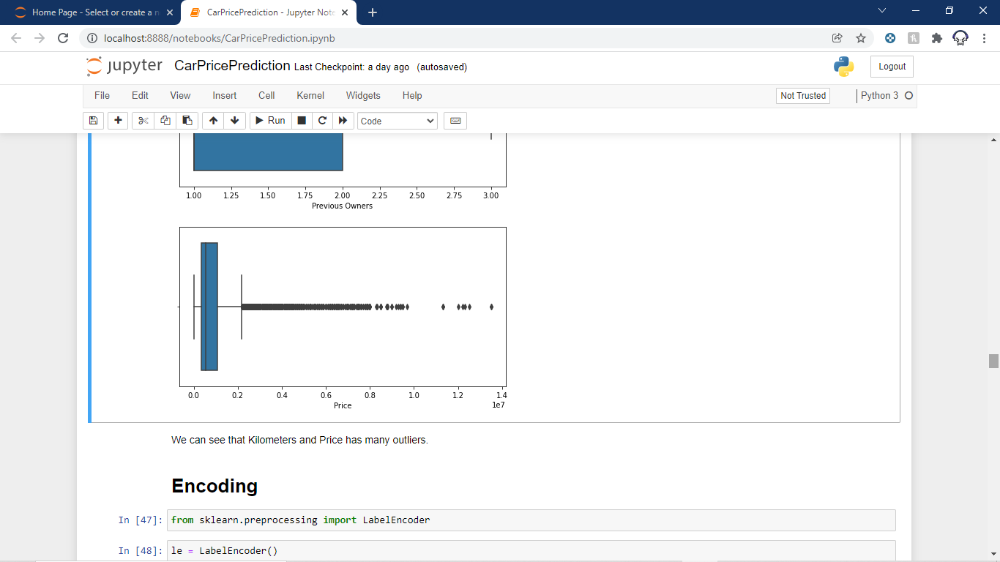 Home Page - Select or create a n
CarPricePrediction - Jupyter Note
localhost:8888/notebooks/CarPricePrediction.ipynb
jupyter CarPricePrediction Last Checkpoint: a day ago (autosaved)
Logout
File Edit View Insert Cell Kernel Widgets Help
Not Trusted
Python 3
Run
Code
1.00 1.25 1.50 1.75 2.00 2.25 2.50 2.75 3.00
Previous Owners
0.0 0.2 0.4 0.6 0.8 1.0 1.2 1.4
Price
1e7
We can see that Kilometers and Price has many outliers.
Encoding
In [47]: from sklearn.preprocessing import LabelEncoder
In [48]: le = LabelEncoder()